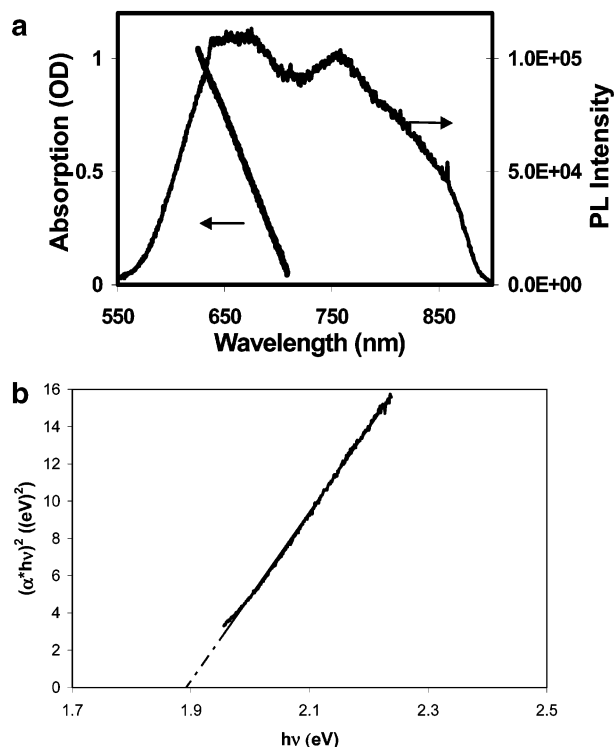 a
Absorption (OD)
1
0.5
0
1.0E+05
5.0E+04
0.0E+00
PL Intensity
550
650
750
850
Wavelength (nm)
b
(α*hν)² ((eV)²)
16
14
12
10
8
6
4
2
0
1.7
1.9
2.1
2.3
2.5
hν (eV)